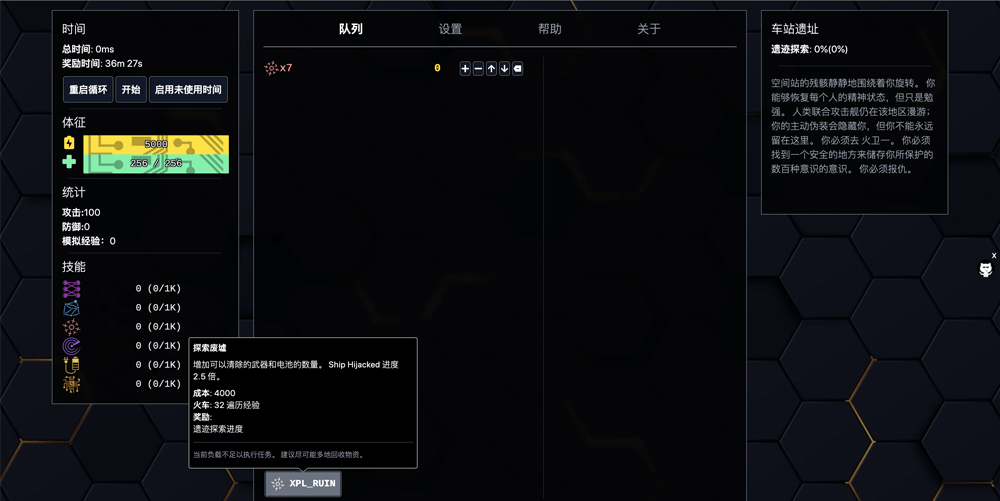 时间
总时间: 0ms
奖励时间: 36m 27s
重启循环
开始
启用未使用时间
体征
5000
256 / 256
统计
攻击:100
防御:0
模拟经验：0
技能
0 (0/1K)
0 (0/1K)
0 (0/1K)
0 (0/1K)
0 (0/1K)
0 (0/1K)
队列
设置
帮助
关于
x7
0
探索废墟
增加可以清除的武器和电池的数量。 Ship Hijacked 进度
2.5 倍。
成本: 4000
火车: 32 遍历经验
奖励:
遗迹探索进度
当前负载不足以执行任务。 建议尽可能多地回收物资。
XPL_RUIN
车站遗址
遗迹探索: 0%(0%)
空间站的残骸静静地围绕着你旋转。 你
能够恢复每个人的精神状态，但只是勉
强。 人类联合攻击舰仍在该地区漫游；
你的主动伪装会隐藏你，但你不能永远
留在这里。 你必须去 火卫一。 你必须
找到一个安全的地方来储存你所保护的
数百种意识的意识。 你必须报仇。
x